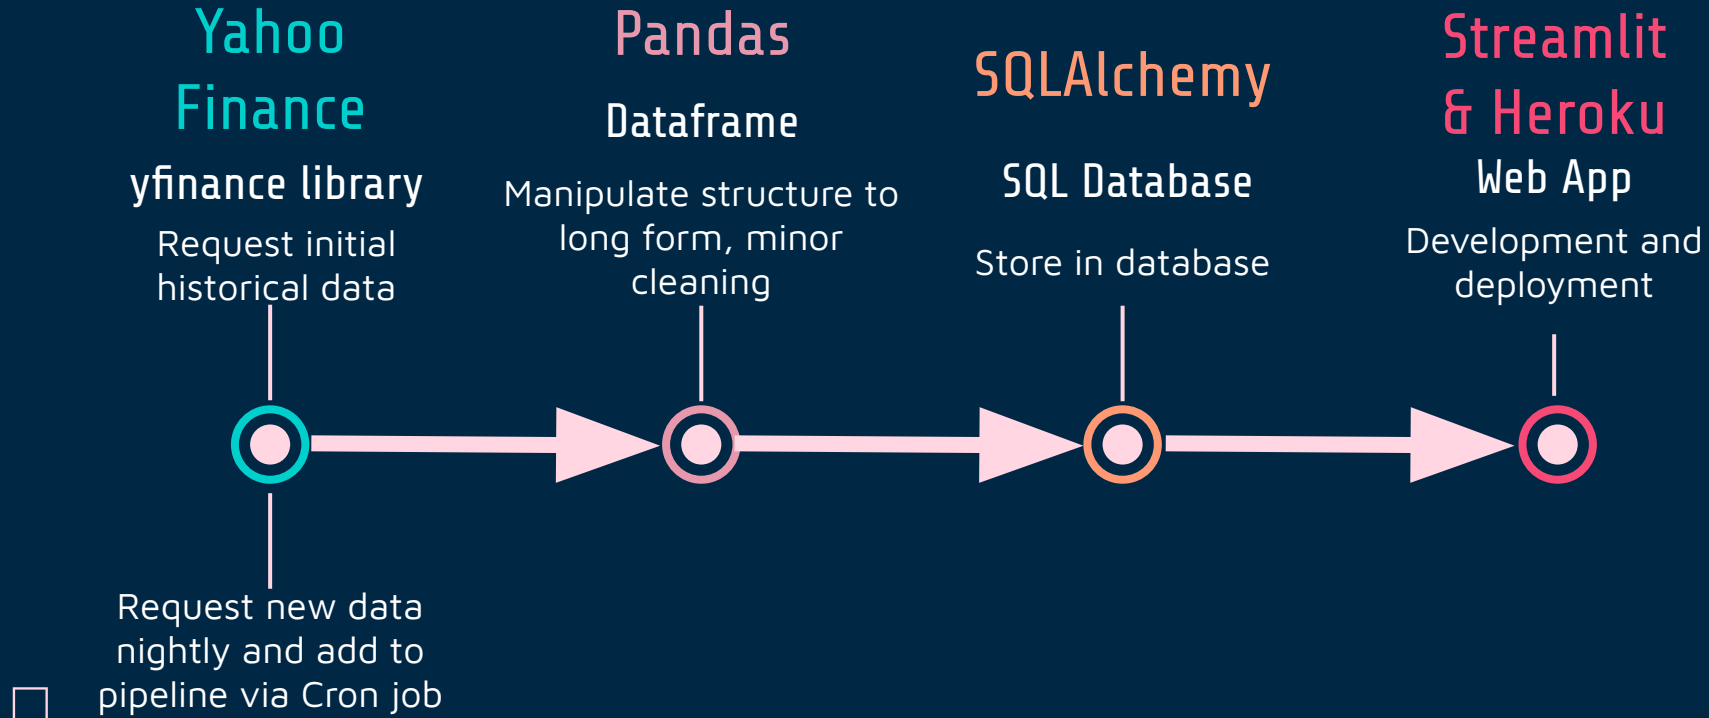 Yahoo
Finance
yfinance library
Request initial
historical data
Request new data
nightly and add to
pipeline via Cron job
Pandas
Dataframe
Manipulate structure to
long form, minor
cleaning
SQLAlchemy
SQL Database
Store in database
Streamlit
& Heroku
Web App
Development and
deployment